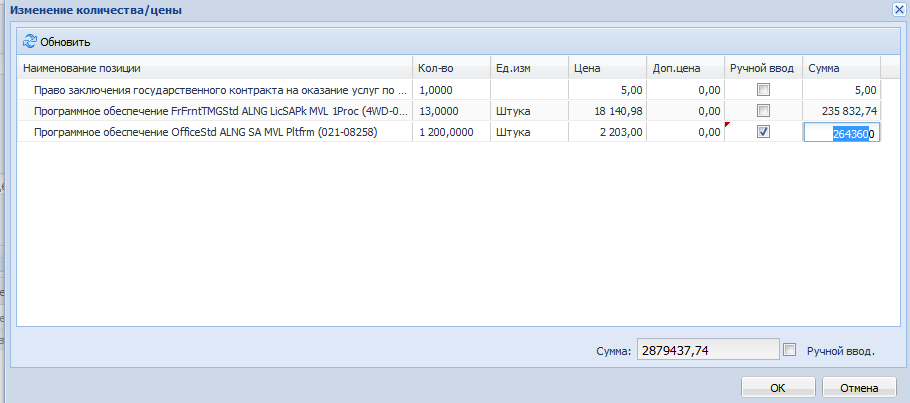 Изменение количества/цены
Обновить
Наименование позиции Кол-во Ед.изм Цена Доп.цена Ручной ввод Сумма
Право заключения государственного контракта на оказание услуг по ... 1,0000 5,00 0,00 5,00
Программное обеспечение FrFrntTMGStd ALNG LicSAPk MVL 1Proc (4WD-0... 13,0000 Штука 18 140,98 0,00 235 832,74
Программное обеспечение OfficeStd ALNG SA MVL Pltfrm (021-08258) 1 200,0000 Штука 2 203,00 0,00 2643600
Сумма: 2879437,74 Ручной ввод.
ОК Отмена